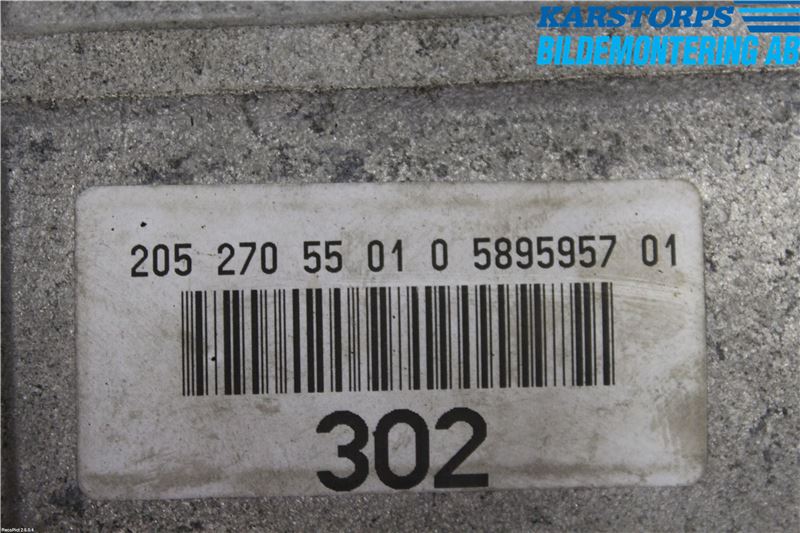 KARSTORPS
BILDEMONTERING AB
205 270 55 01 0 5895957 01
302